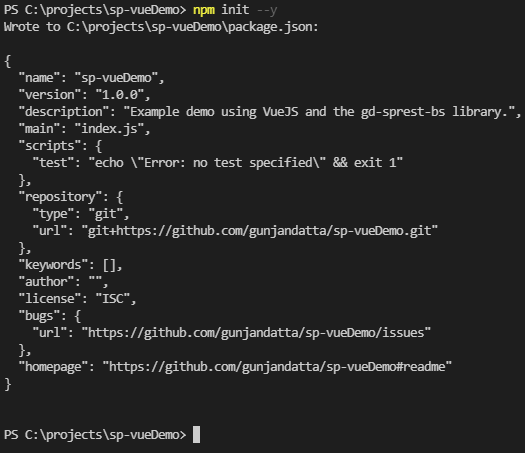 PS C:\projects\sp-vueDemo> npm init --y
Wrote to C:\projects\sp-vueDemo\package.json:
{
  "name": "sp-vueDemo",
  "version": "1.0.0",
  "description": "Example demo using VueJS and the gd-sprest-bs library.",
  "main": "index.js",
  "scripts": {
    "test": "echo \"Error: no test specified\" && exit 1"
  },
  "repository": {
    "type": "git",
    "url": "git+https://github.com/gunjandatta/sp-vueDemo.git"
  },
  "keywords": [],
  "author": "",
  "license": "ISC",
  "bugs": {
    "url": "https://github.com/gunjandatta/sp-vueDemo/issues"
  },
  "homepage": "https://github.com/gunjandatta/sp-vueDemo#readme"
}
PS C:\projects\sp-vueDemo>